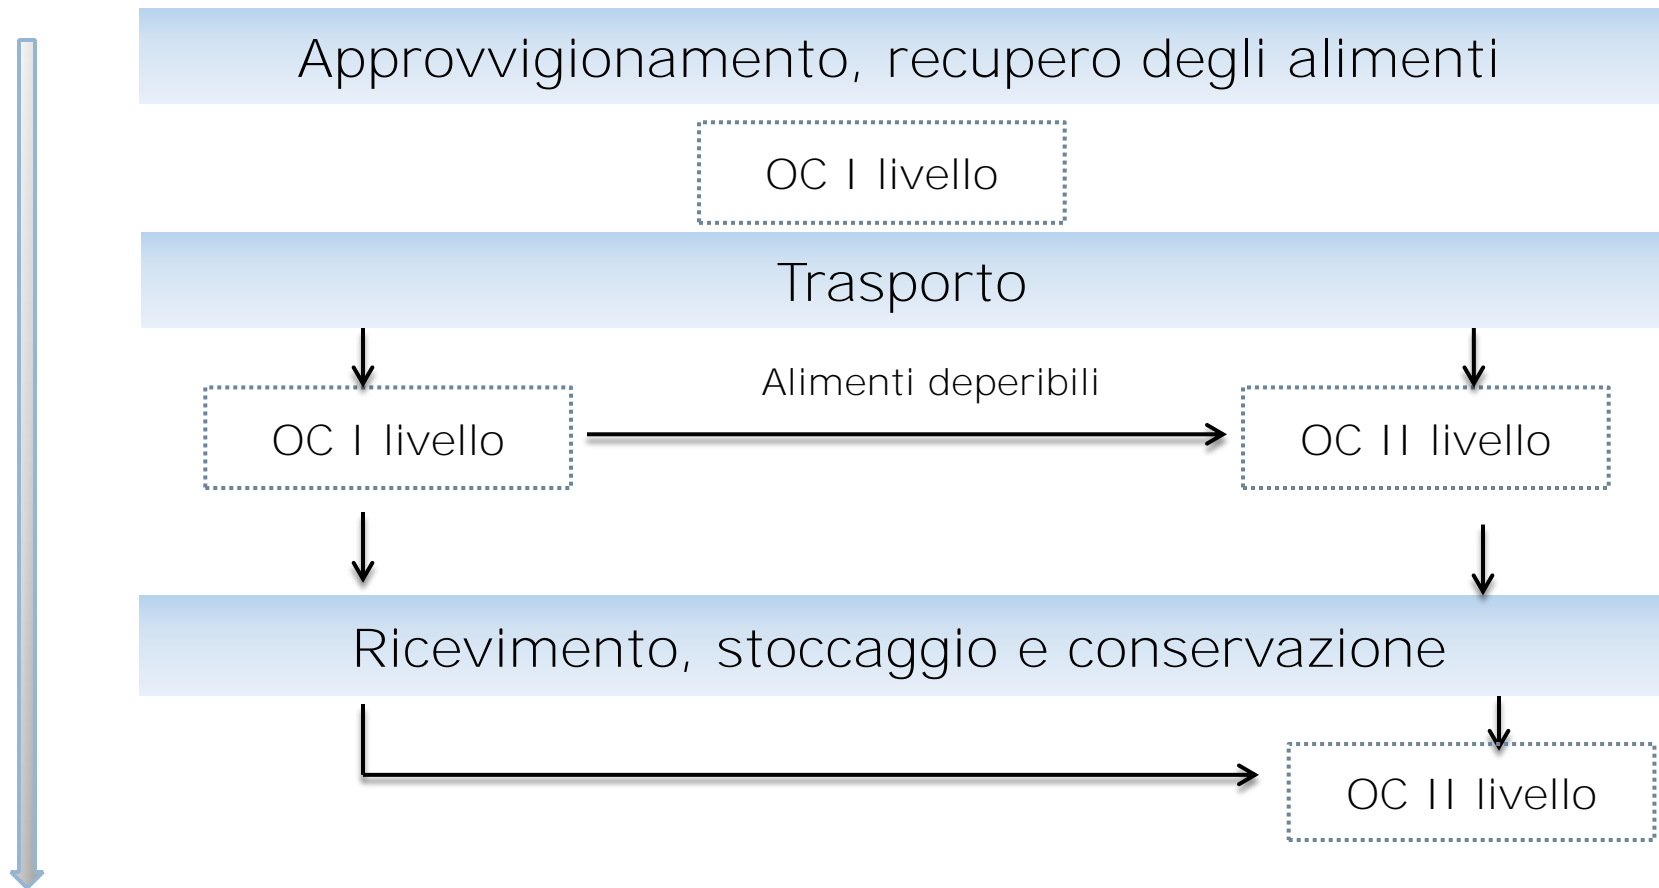 Approvvigionamento, recupero degli alimenti
OC I livello
Trasporto
Alimenti deperibili
OC I livello
OC II livello
Ricevimento, stoccaggio e conservazione
OC II livello